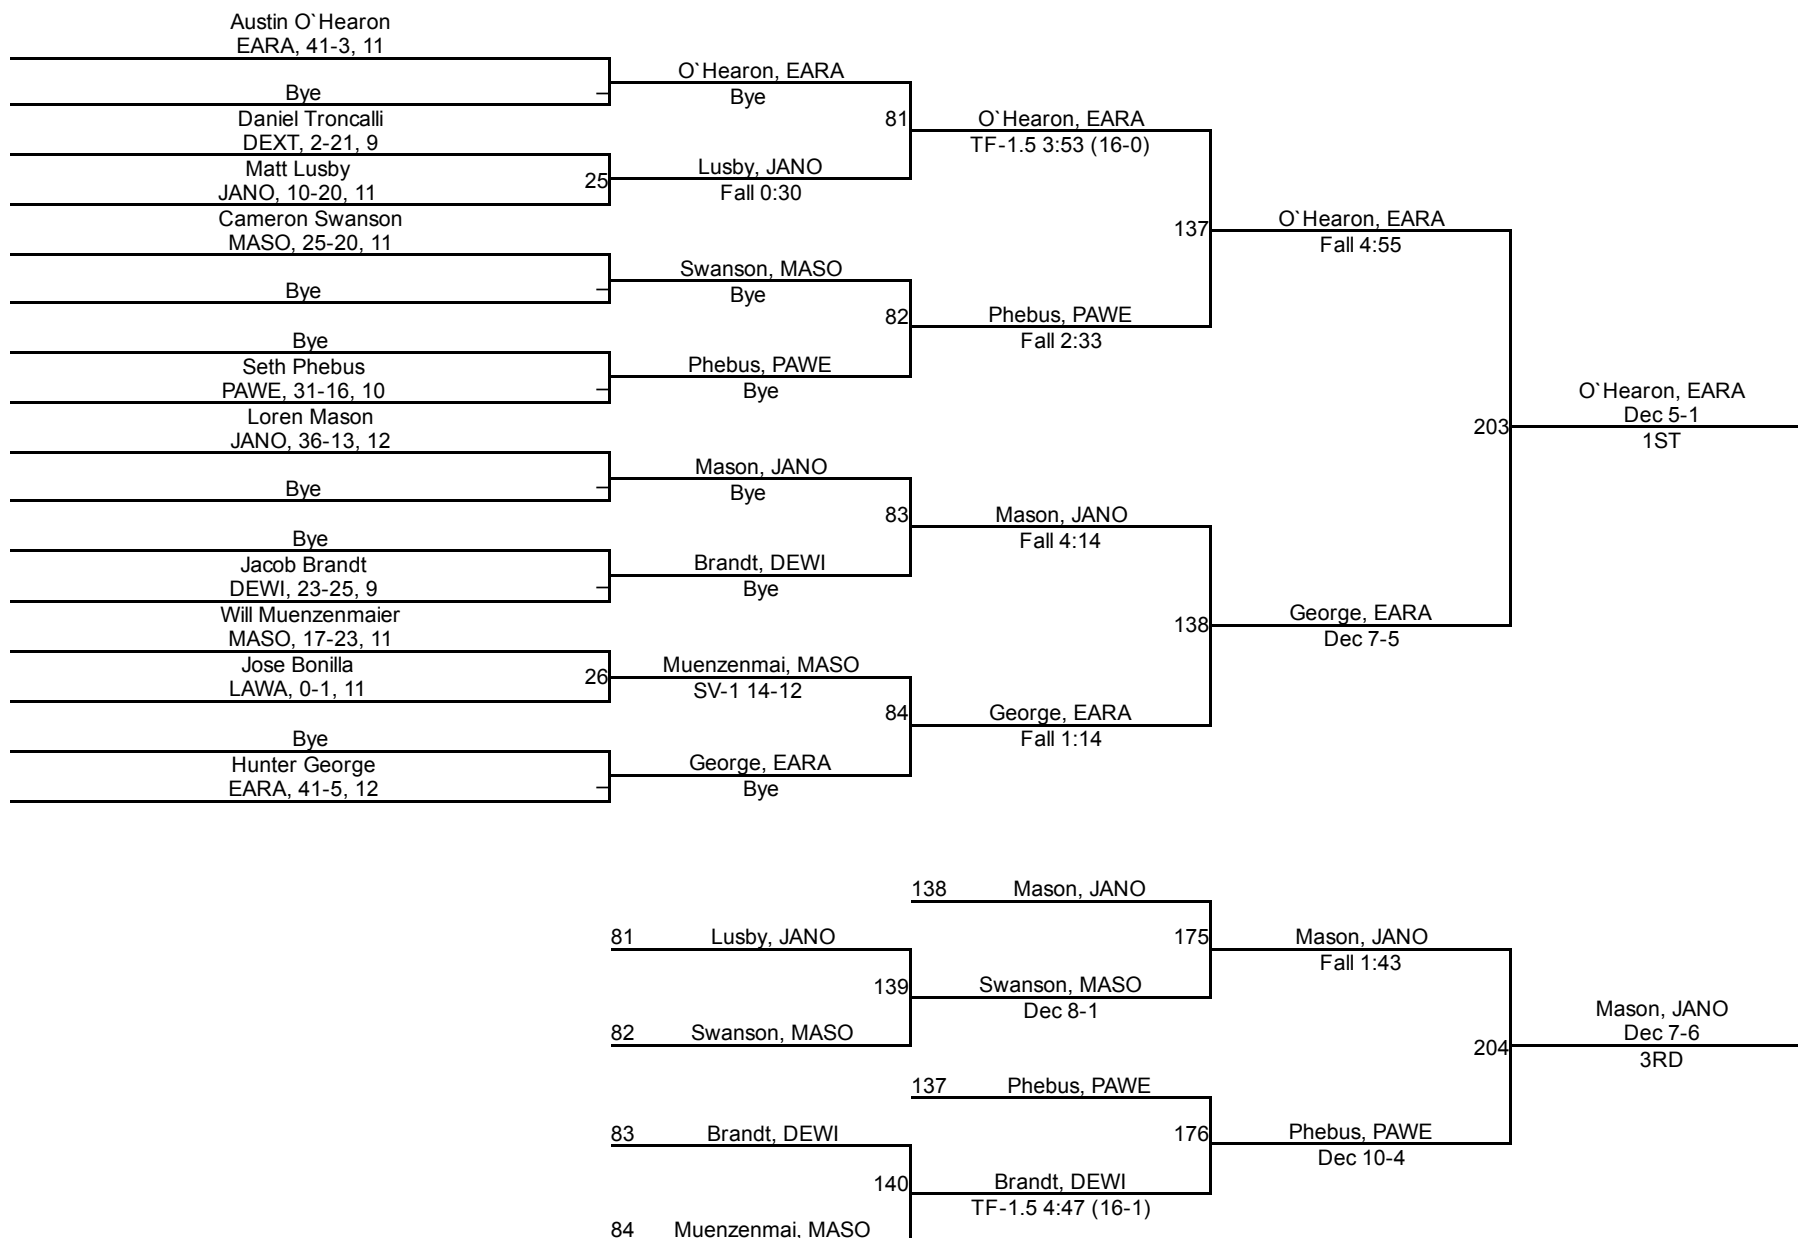 Austin O`Hearon
EARA, 41-3, 11
Bye
Daniel Troncalli
DEXT, 2-21, 9
Matt Lusby
JANO, 10-20, 11
25
Cameron Swanson
MASO, 25-20, 11
Bye
Bye
Seth Phebus
PAWE, 31-16, 10
Loren Mason
JANO, 36-13, 12
Bye
Bye
Jacob Brandt
DEWI, 23-25, 9
Will Muenzenmaier
MASO, 17-23, 11
Jose Bonilla
LAWA, 0-1, 11
26
Bye
Hunter George
EARA, 41-5, 12
O`Hearon, EARA
Bye
81
Lusby, JANO
Fall 0:30
Swanson, MASO
Bye
82
Phebus, PAWE
Bye
Mason, JANO
Bye
83
Brandt, DEWI
Bye
Muenzenmai, MASO
SV-1 14-12
84
George, EARA
Bye
O`Hearon, EARA
TF-1.5 3:53 (16-0)
137
Phebus, PAWE
Fall 2:33
Mason, JANO
Fall 4:14
138
George, EARA
Fall 1:14
O`Hearon, EARA
Fall 4:55
203
George, EARA
Dec 7-5
O`Hearon, EARA
Dec 5-1
1ST
138 Mason, JANO
81 Lusby, JANO
139
82 Swanson, MASO
Swanson, MASO
Dec 8-1
175
137 Phebus, PAWE
83 Brandt, DEWI
140
84 Muenzenmai, MASO
Brandt, DEWI
TF-1.5 4:47 (16-1)
176
Mason, JANO
Fall 1:43
204
Phebus, PAWE
Dec 10-4
Mason, JANO
Dec 7-6
3RD